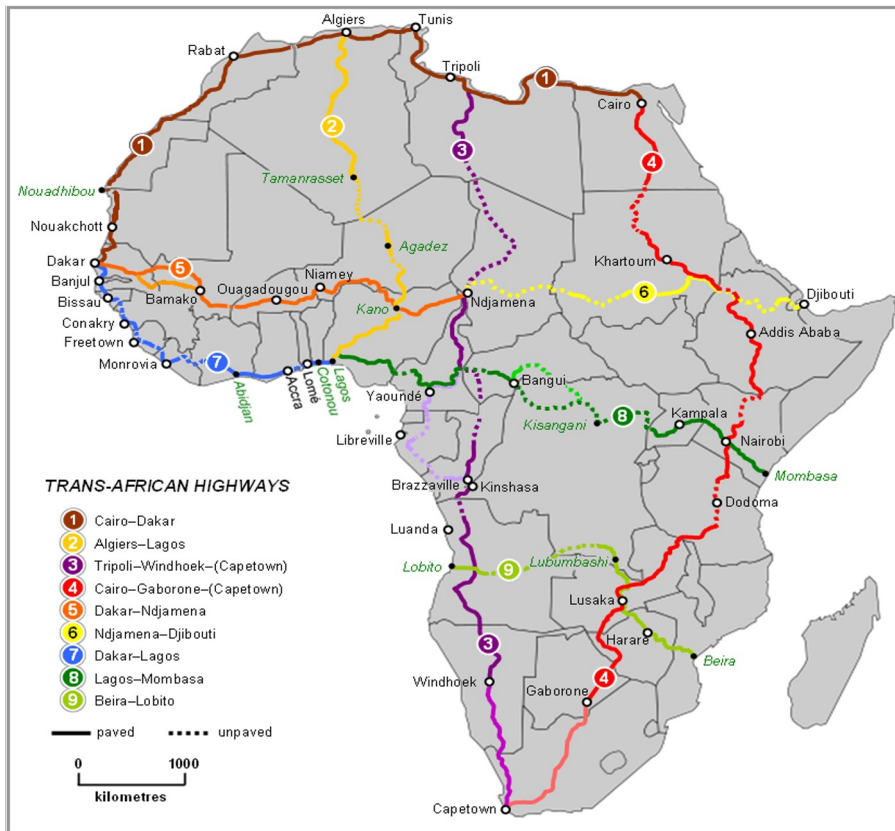 Algiers
Tunis
Rabat
Tripoli
1
Cairo
2
1
3
4
Tamanrasset
Nouadhibou
Nouakchott
Agadez
Dakar
5
Khartoum
Banjul
Niamey
Ouagadougou
Bamako
6
Djibouti
Bissau
Kano
Ndjamena
Conakry
Addis Ababa
Freetown
Monrovia
7
Abidjan
Accra
Lomé
Cotonou
Lagos
Bangui
Yaoundé
8
Kampala
Kisangani
Libreville
Nairobi
Mombasa
Brazzaville
Kinshasa
TRANS-AFRICAN HIGHWAYS
Dodoma
1 Cairo–Dakar
Luanda
2 Algiers–Lagos
3 Tripoli–Windhoek–(Capetown)
Lobito
9
Lubumbashi
4 Cairo–Gaborone–(Capetown)
5 Dakar–Ndjamena
Lusaka
6 Ndjamena–Djibouti
Harare
7 Dakar–Lagos
3
Beira
8 Lagos–Mombasa
Windhoek
4
Gaborone
9 Beira–Lobito
paved
unpaved
0 1000
kilometres
Capetown